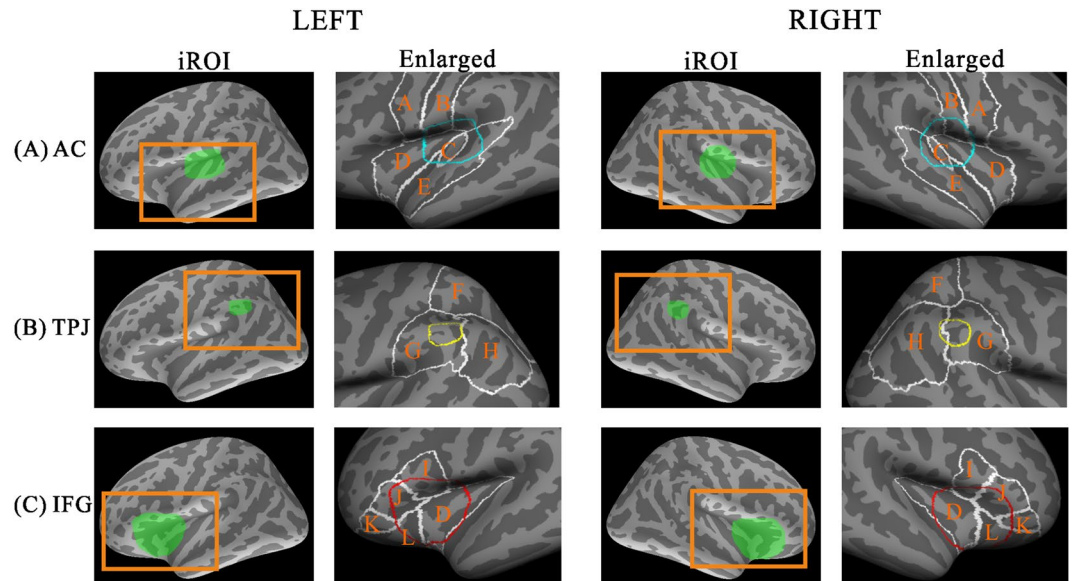 LEFT RIGHT
iROI Enlarged iROI Enlarged
(A) AC
A B C D E
B A C D E
(B) TPJ
F G H
F H G
(C) IFG
I J D K L
I J D K L